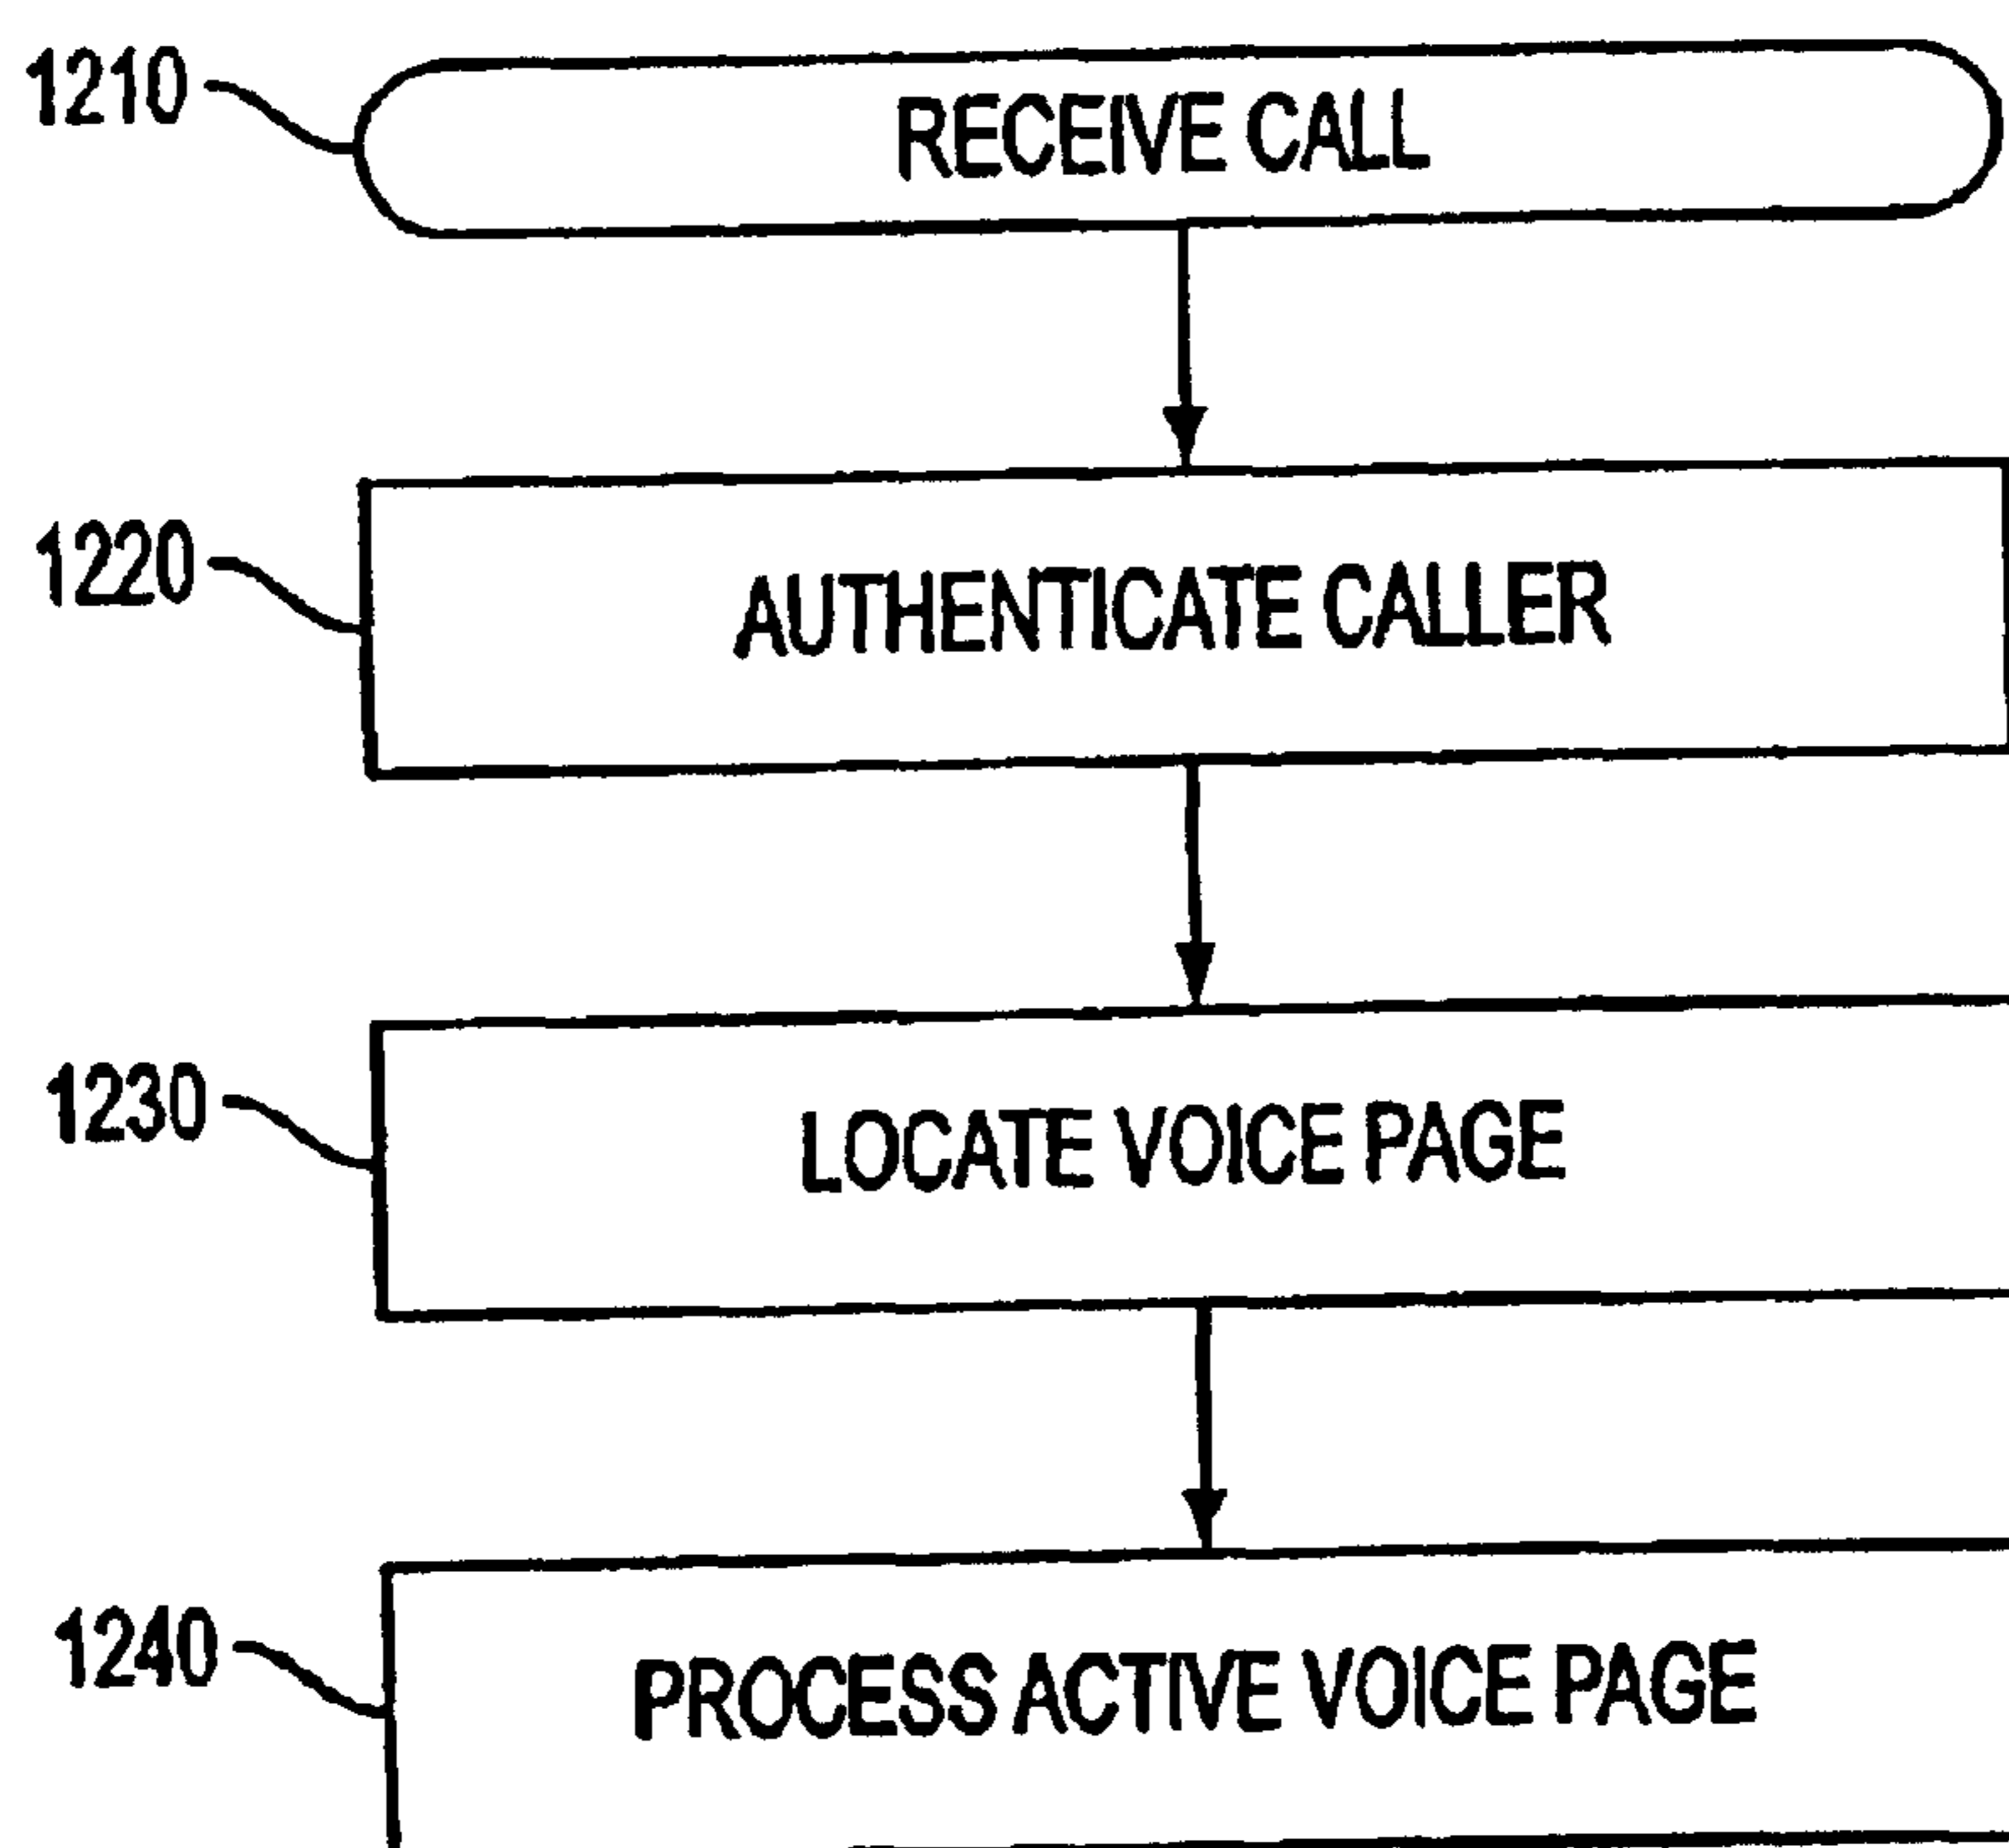 1210
RECEIVE CALL
1220
AUTHENTICATE CALLER
1230
LOCATE VOICE PAGE
1240
PROCESS ACTIVE VOICE PAGE